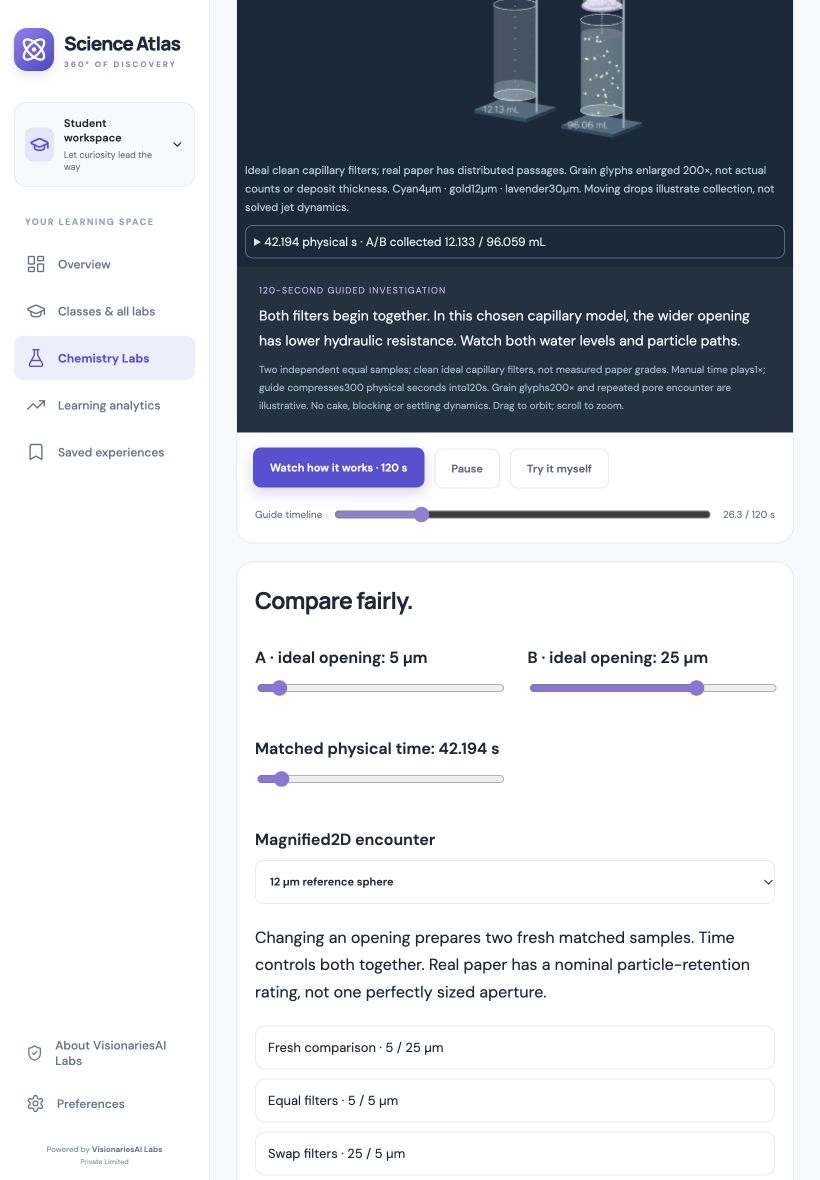 Science Atlas
360° OF DISCOVERY
Student
workspace
Let curiosity lead the
way
YOUR LEARNING SPACE
Overview
Classes & all labs
Chemistry Labs
Learning analytics
Saved experiences
About VisionariesAI
Labs
Preferences
Powered by VisionariesAI Labs
Private Limited
12.13 mL
96.06 mL
Ideal clean capillary filters; real paper has distributed passages. Grain glyphs enlarged 200×, not actual
counts or deposit thickness. Cyan4μm · gold12μm · lavender30μm. Moving drops illustrate collection, not
solved jet dynamics.
▶ 42.194 physical s · A/B collected 12.133 / 96.059 mL
120-SECOND GUIDED INVESTIGATION
Both filters begin together. In this chosen capillary model, the wider opening
has lower hydraulic resistance. Watch both water levels and particle paths.
Two independent equal samples; clean ideal capillary filters, not measured paper grades. Manual time plays1×;
guide compresses300 physical seconds into120s. Grain glyphs200× and repeated pore encounter are
illustrative. No cake, blocking or settling dynamics. Drag to orbit; scroll to zoom.
Watch how it works · 120 s
Pause
Try it myself
Guide timeline
26.3 / 120 s
Compare fairly.
A · ideal opening: 5 μm
B · ideal opening: 25 μm
Matched physical time: 42.194 s
Magnified2D encounter
12 μm reference sphere
Changing an opening prepares two fresh matched samples. Time
controls both together. Real paper has a nominal particle-retention
rating, not one perfectly sized aperture.
Fresh comparison · 5 / 25 μm
Equal filters · 5 / 5 μm
Swap filters · 25 / 5 μm